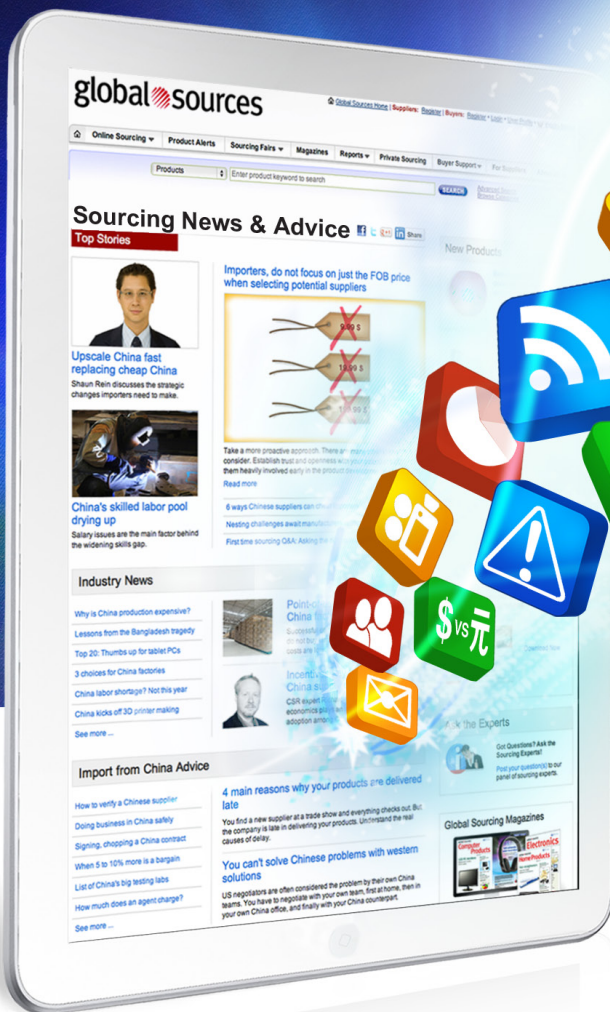 global sources
Global Sources Home | Suppliers: Register | Buyers: Register
Online Sourcing Product Alerts Sourcing Fairs Magazines Reports Private Sourcing Buyer Support
Products Enter product keyword to search SEARCH
Sourcing News & Advice Share
Top Stories
Upscale China fast
replacing cheap China
Shaun Rein discusses the strategic
changes importers need to make.
China's skilled labor pool
drying up
Salary issues are the main factor behind
the widening skills gap.
Importers, do not focus on just the FOB price
when selecting potential suppliers
Take a more proactive approach. There are
consider. Establish trust and openness
them heavily involved early in the product
Read more
6 ways Chinese suppliers can
Nesting challenges await
First time sourcing Q&A: Asking the
New Products
Industry News
Why is China production expensive?
Lessons from the Bangladesh tragedy
Top 20: Thumbs up for tablet PCs
3 choices for China factories
China labor shortage? Not this year
China kicks off 3D printer making
See more ...
$ vs 元
Import from China Advice
How to verify a Chinese supplier
Doing business in China safely
Signing, chopping a China contract
When 5 to 10% more is a bargain
List of China's big testing labs
How much does an agent charge?
See more ...
4 main reasons why your products are delivered
late
You find a new supplier at a trade show and everything checks out. But
the company is late in delivering your products. Understand the real
causes of delay.
You can't solve Chinese problems with western
solutions
US negotiators are often considered the problem by their own China
teams. You have to negotiate with your own team, first at home, then in
your own China office, and finally with your China counterpart.
Ask the Experts
Got Questions? Ask the
Sourcing Experts!
Post your question(s) to our
panel of sourcing experts.
Global Sourcing Magazines
Computer
Products
Electronics
Home Products